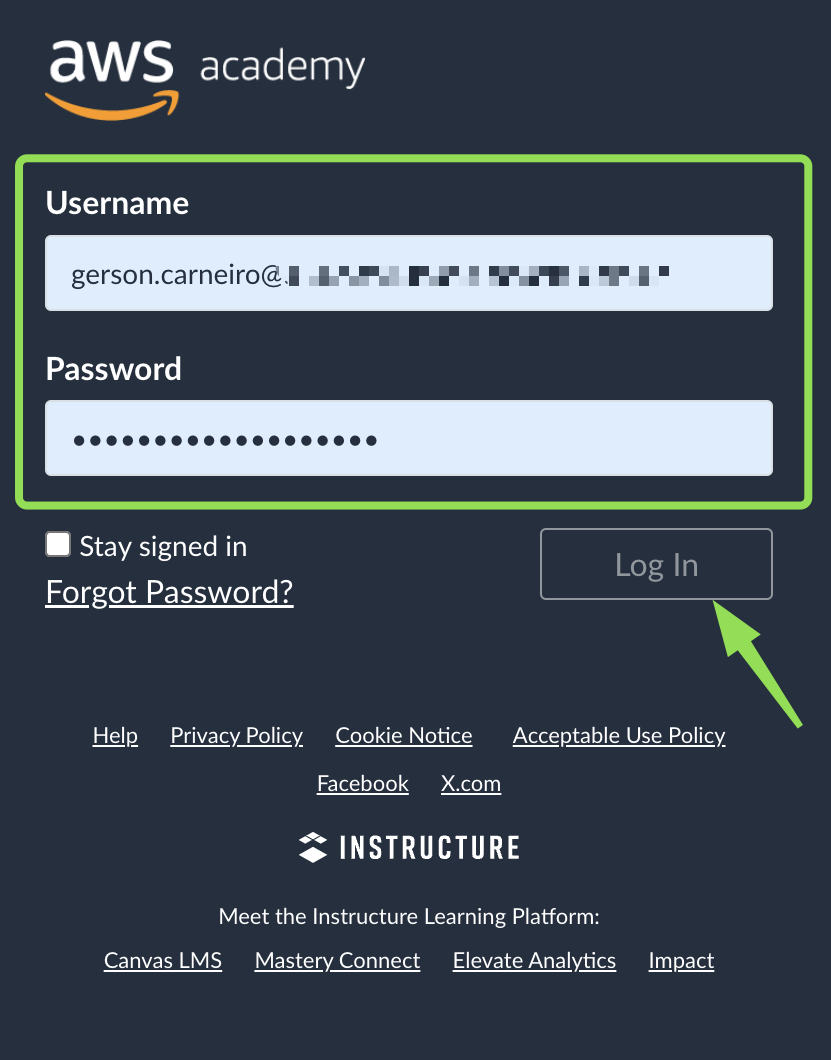 aws academy
Username
gerson.carneiro@
Password
Stay signed in
Forgot Password?
Log In
Help Privacy Policy Cookie Notice Acceptable Use Policy
Facebook X.com
INSTRUCTURE
Meet the Instructure Learning Platform:
Canvas LMS Mastery Connect Elevate Analytics Impact